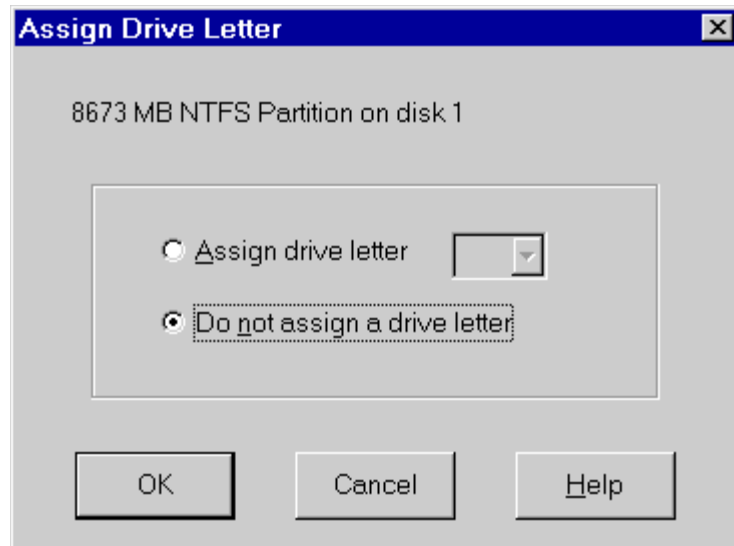 Assign Drive Letter
8673 MB NTFS Partition on disk 1
Assign drive letter
Do not assign a drive letter
OK Cancel Help